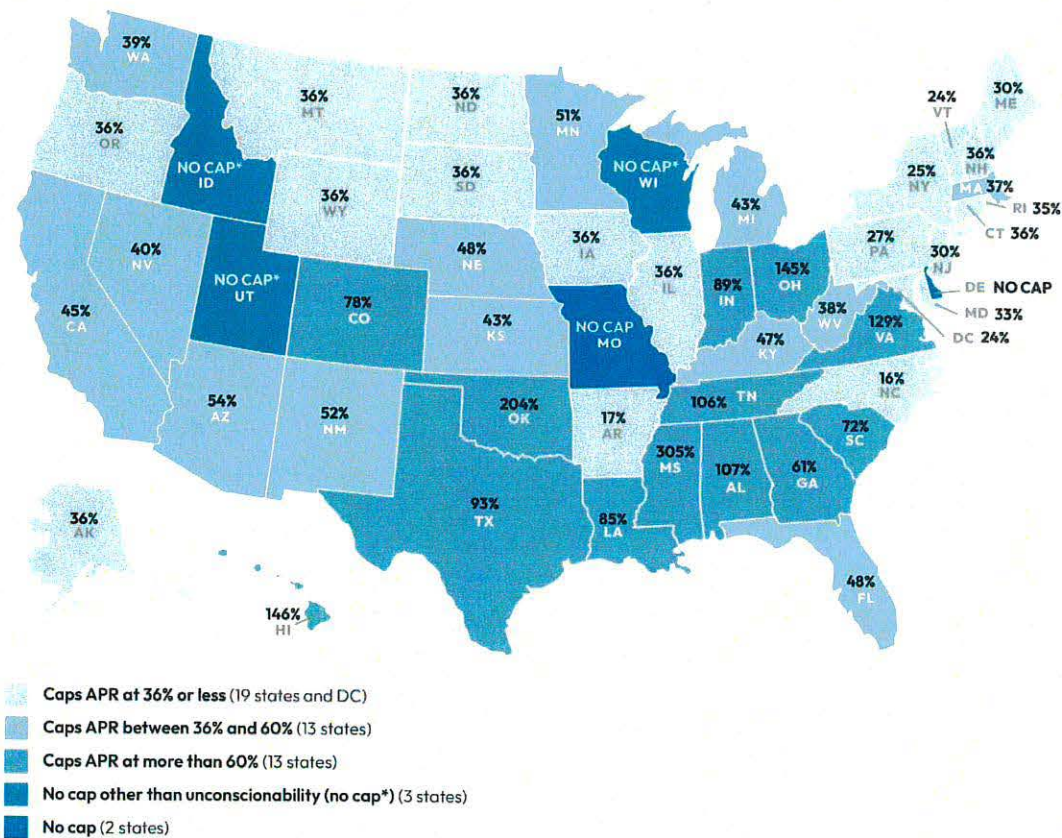 39%
WA
36%
OR
NO CAP*
ID
36%
MT
36%
WY
36%
ND
36%
SD
51%
MN
NO CAP*
WI
43%
MI
24%
VT
30%
ME
36%
NH
MA 37%
RI 35%
CT 36%
25%
NY
27%
PA
30%
NJ
DE NO CAP
MD 33%
DC 24%
45%
CA
40%
NV
NO CAP*
UT
78%
CO
48%
NE
43%
KS
36%
IA
NO CAP
MO
36%
IL
89%
IN
145%
OH
38%
WV
129%
VA
47%
KY
106% TN
16%
NC
72%
SC
54%
AZ
52%
NM
204%
OK
17%
AR
93%
TX
85%
LA
305%
MS
107%
AL
61%
GA
48%
FL
36%
AK
146%
HI
Caps APR at 36% or less (19 states and DC)
Caps APR between 36% and 60% (13 states)
Caps APR at more than 60% (13 states)
No cap other than unconscionability (no cap*) (3 states)
No cap (2 states)